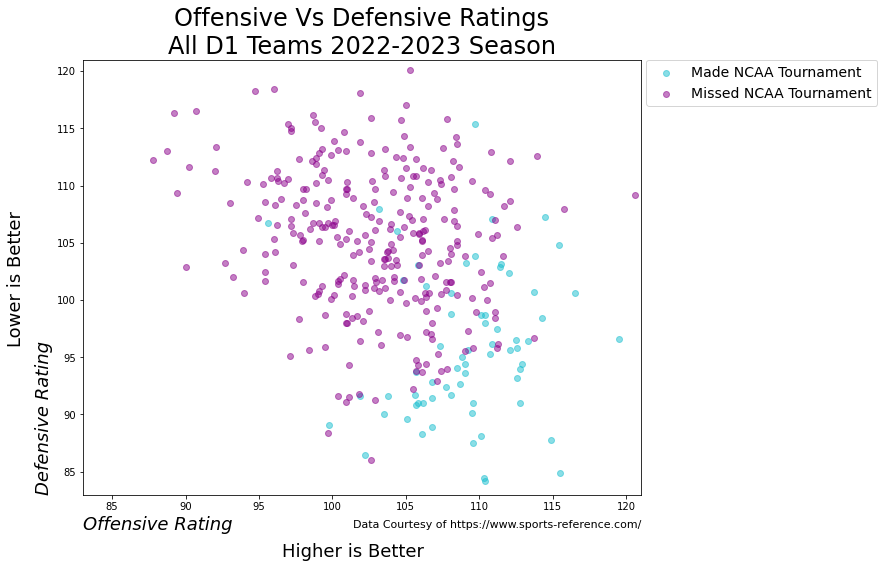 Offensive Vs Defensive Ratings
All D1 Teams 2022-2023 Season
Made NCAA Tournament
Missed NCAA Tournament
120
115
110
105
100
95
90
85
Lower is Better
Defensive Rating
85
90
95
100
105
110
115
120
Offensive Rating
Data Courtesy of https://www.sports-reference.com/
Higher is Better